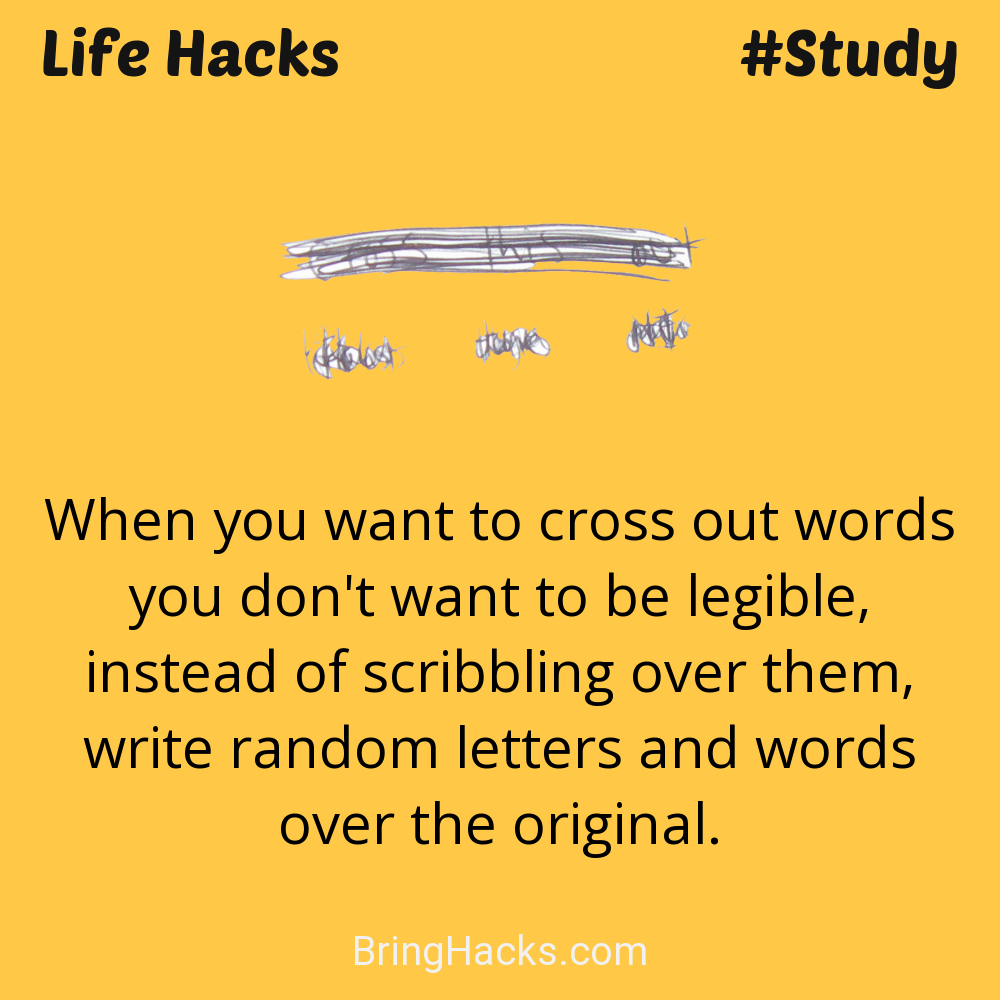 Life Hacks #Study
this
When you want to cross out words
you don't want to be legible,
instead of scribbling over them,
write random letters and words
over the original.
BringHacks.com